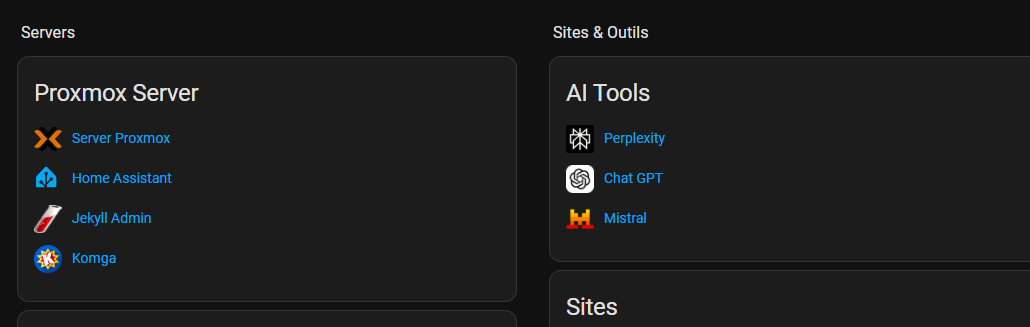 Servers
Proxmox Server
Server Proxmox
Home Assistant
Jekyll Admin
Komga
Sites & Outils
AI Tools
Perplexity
Chat GPT
Mistral
Sites